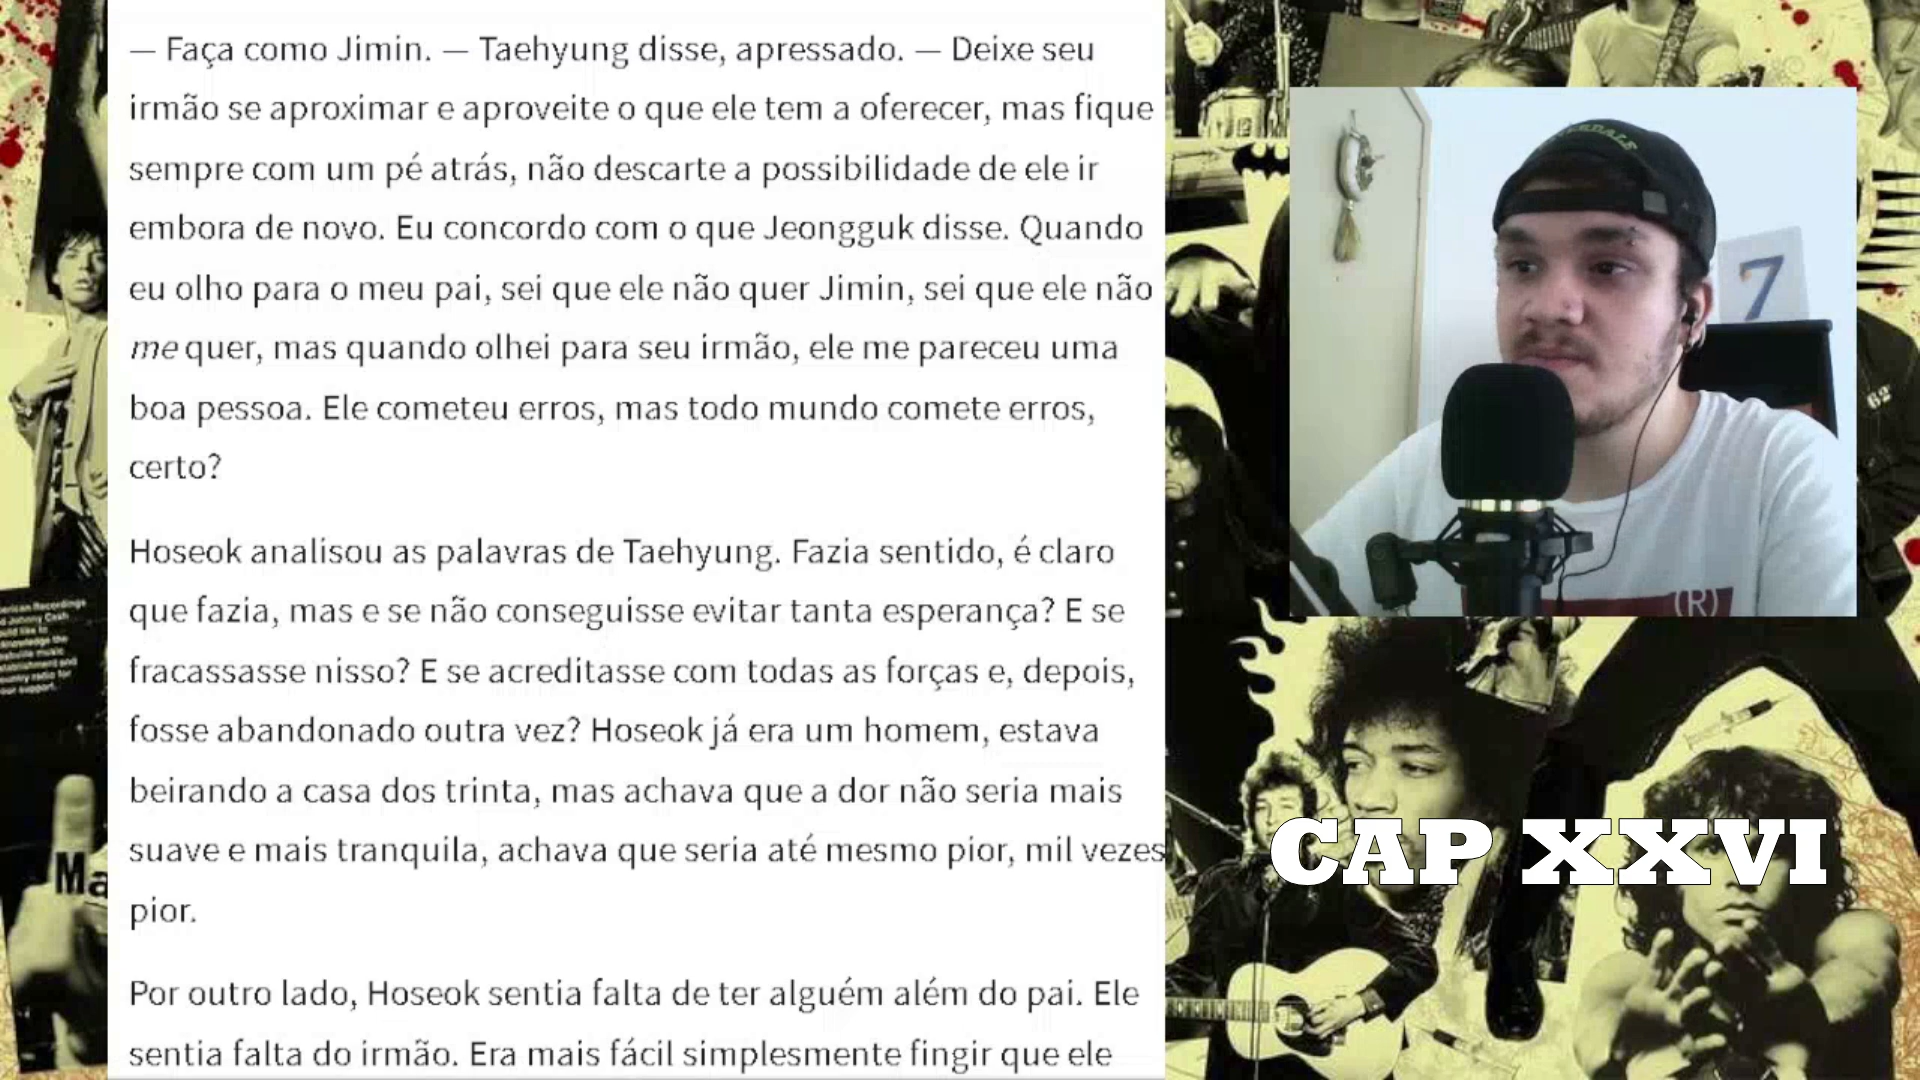 — Faça como Jimin. — Taehyung disse, apressado. — Deixe seu
irmão se aproximar e aproveite o que ele tem a oferecer, mas fique
sempre com um pé atrás, não descarte a possibilidade de ele ir
embora de novo. Eu concordo com o que Jeongguk disse. Quando
eu olho para o meu pai, sei que ele não quer Jimin, sei que ele não
me quer, mas quando olhei para seu irmão, ele me pareceu uma
boa pessoa. Ele cometeu erros, mas todo mundo comete erros,
certo?
Hoseok analisou as palavras de Taehyung. Fazia sentido, é claro
que fazia, mas e se não conseguisse evitar tanta esperança? E se
fracassasse nisso? E se acreditasse com todas as forças e, depois,
fosse abandonado outra vez? Hoseok já era um homem, estava
beirando a casa dos trinta, mas achava que a dor não seria mais
suave e mais tranquila, achava que seria até mesmo pior, mil vezes
pior.
Por outro lado, Hoseok sentia falta de ter alguém além do pai. Ele
sentia falta do irmão. Era mais fácil simplesmente fingir que ele
7
(R)
CAP XXVI
Ma